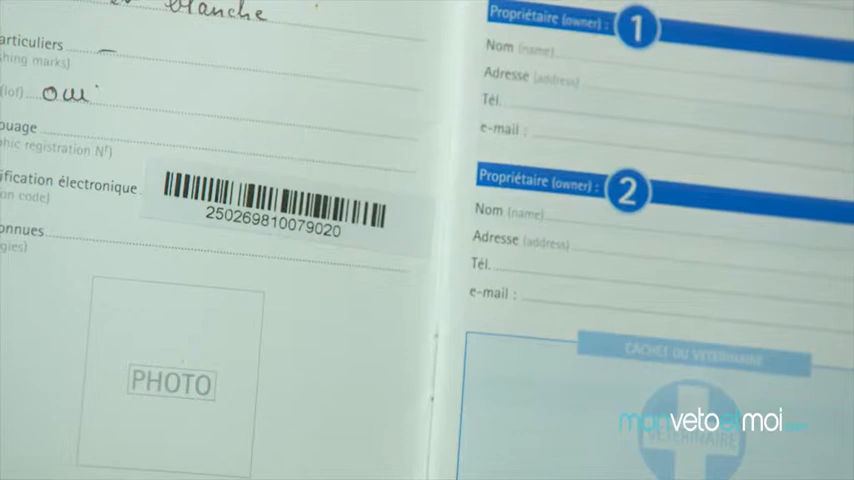 blanche
articuliers
hing marks)
(lof) oui
ouage
hic registration N°)
ification électronique
on code)
250269810079020
onnues
gies)
PHOTO
Propriétaire (owner) : 1
Nom (name)
Adresse (address)
Tél.
e-mail :
Propriétaire (owner) : 2
Nom (name)
Adresse (address)
Tél.
e-mail :
CACHET DU VETERINAIRE
VETERINAIRE
monvetoetmoi.com